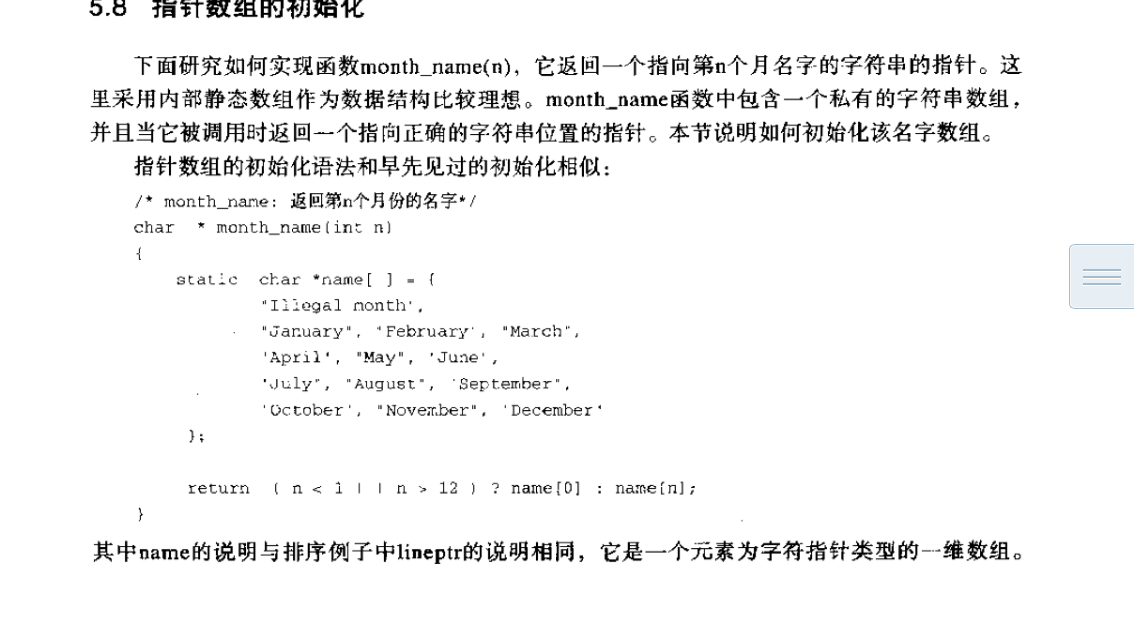 5.8 指针数组的初始化
下面研究如何实现函数month_name(n)，它返回一个指向第n个月名字的字符串的指针。这
里采用内部静态数组作为数据结构比较理想。month_name函数中包含一个私有的字符串数组，
并且当它被调用时返回一个指向正确的字符串位置的指针。本节说明如何初始化该名字数组。
指针数组的初始化语法和早先见过的初始化相似：
/* month_name: 返回第n个月份的名字*/
char * month_name(int n)
{
static char *name[ ] = {
"Illegal month",
"January", "February", "March",
"April", "May", "June",
"July", "August", "September",
"October", "November", "December"
};
return ( n < 1 | | n > 12 ) ? name[0] : name[n];
}
其中name的说明与排序例子中lineptr的说明相同，它是一个元素为字符指针类型的一维数组。